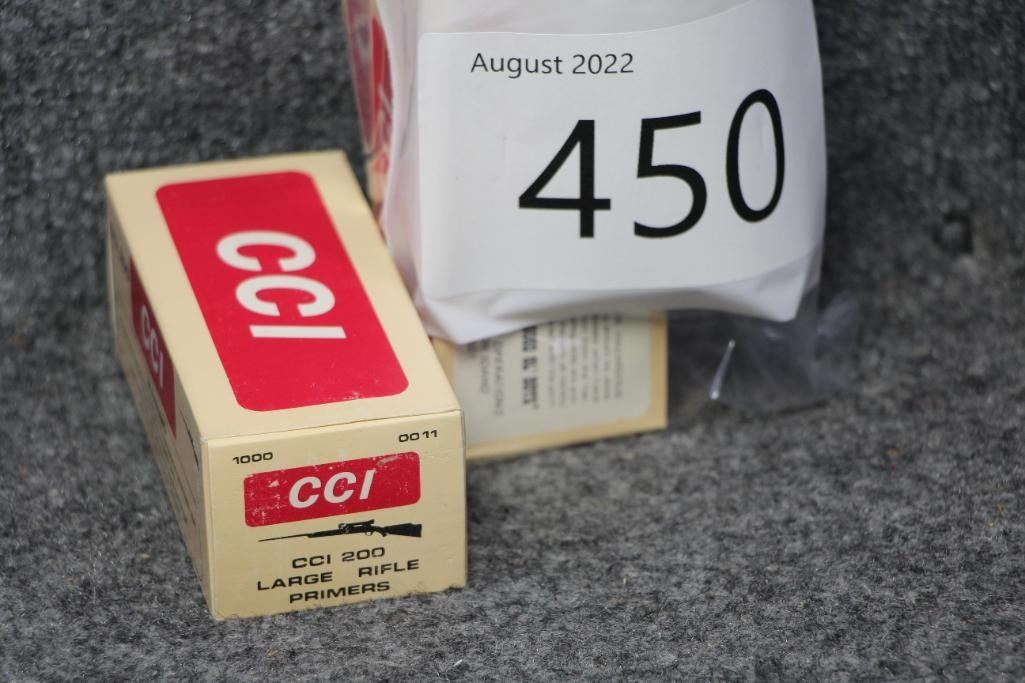 August 2022
450
CCI
CCI
1000 0011
CCI
CCI 200
LARGE RIFLE
PRIMERS